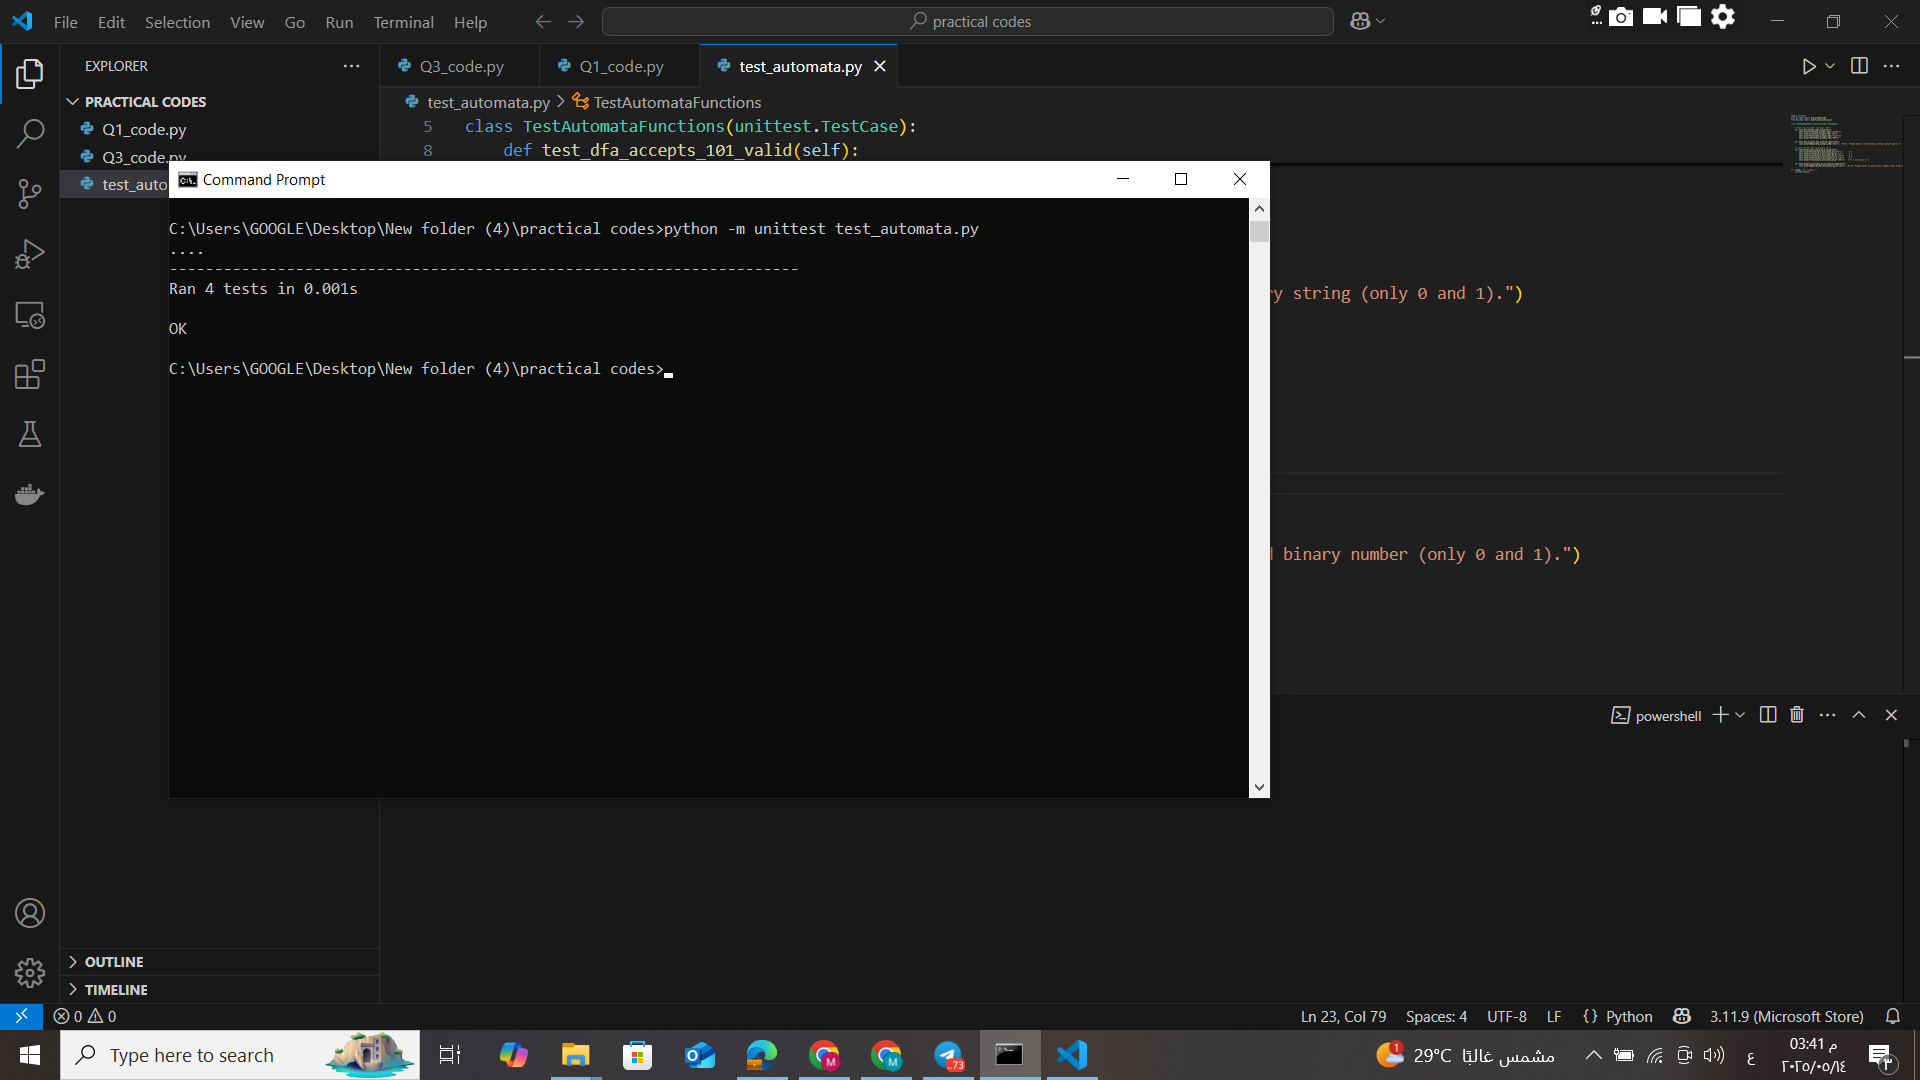 File Edit Selection View Go Run Terminal Help
practical codes
EXPLORER
Q3_code.py
Q1_code.py
test_automata.py
PRACTICAL CODES
Q1_code.py
Q3_code.py
test_auto
test_automata.py > TestAutomataFunctions
5 class TestAutomataFunctions(unittest.TestCase):
8 def test_dfa_accepts_101_valid(self):
ry string (only 0 and 1).")
binary number (only 0 and 1).")
Command Prompt
C:\Users\GOOGLE\Desktop\New folder (4)\practical codes>python -m unittest test_automata.py
....
----------------------------------------------------------------------
Ran 4 tests in 0.001s
OK
C:\Users\GOOGLE\Desktop\New folder (4)\practical codes>
powershell
OUTLINE
TIMELINE
0 0
Ln 23, Col 79 Spaces: 4 UTF-8 LF {} Python 3.11.9 (Microsoft Store)
Type here to search
..73
1
29°C مشمس غالبًا
ع
03:41 م
٢٠٢٥/٠٥/١٤
٣